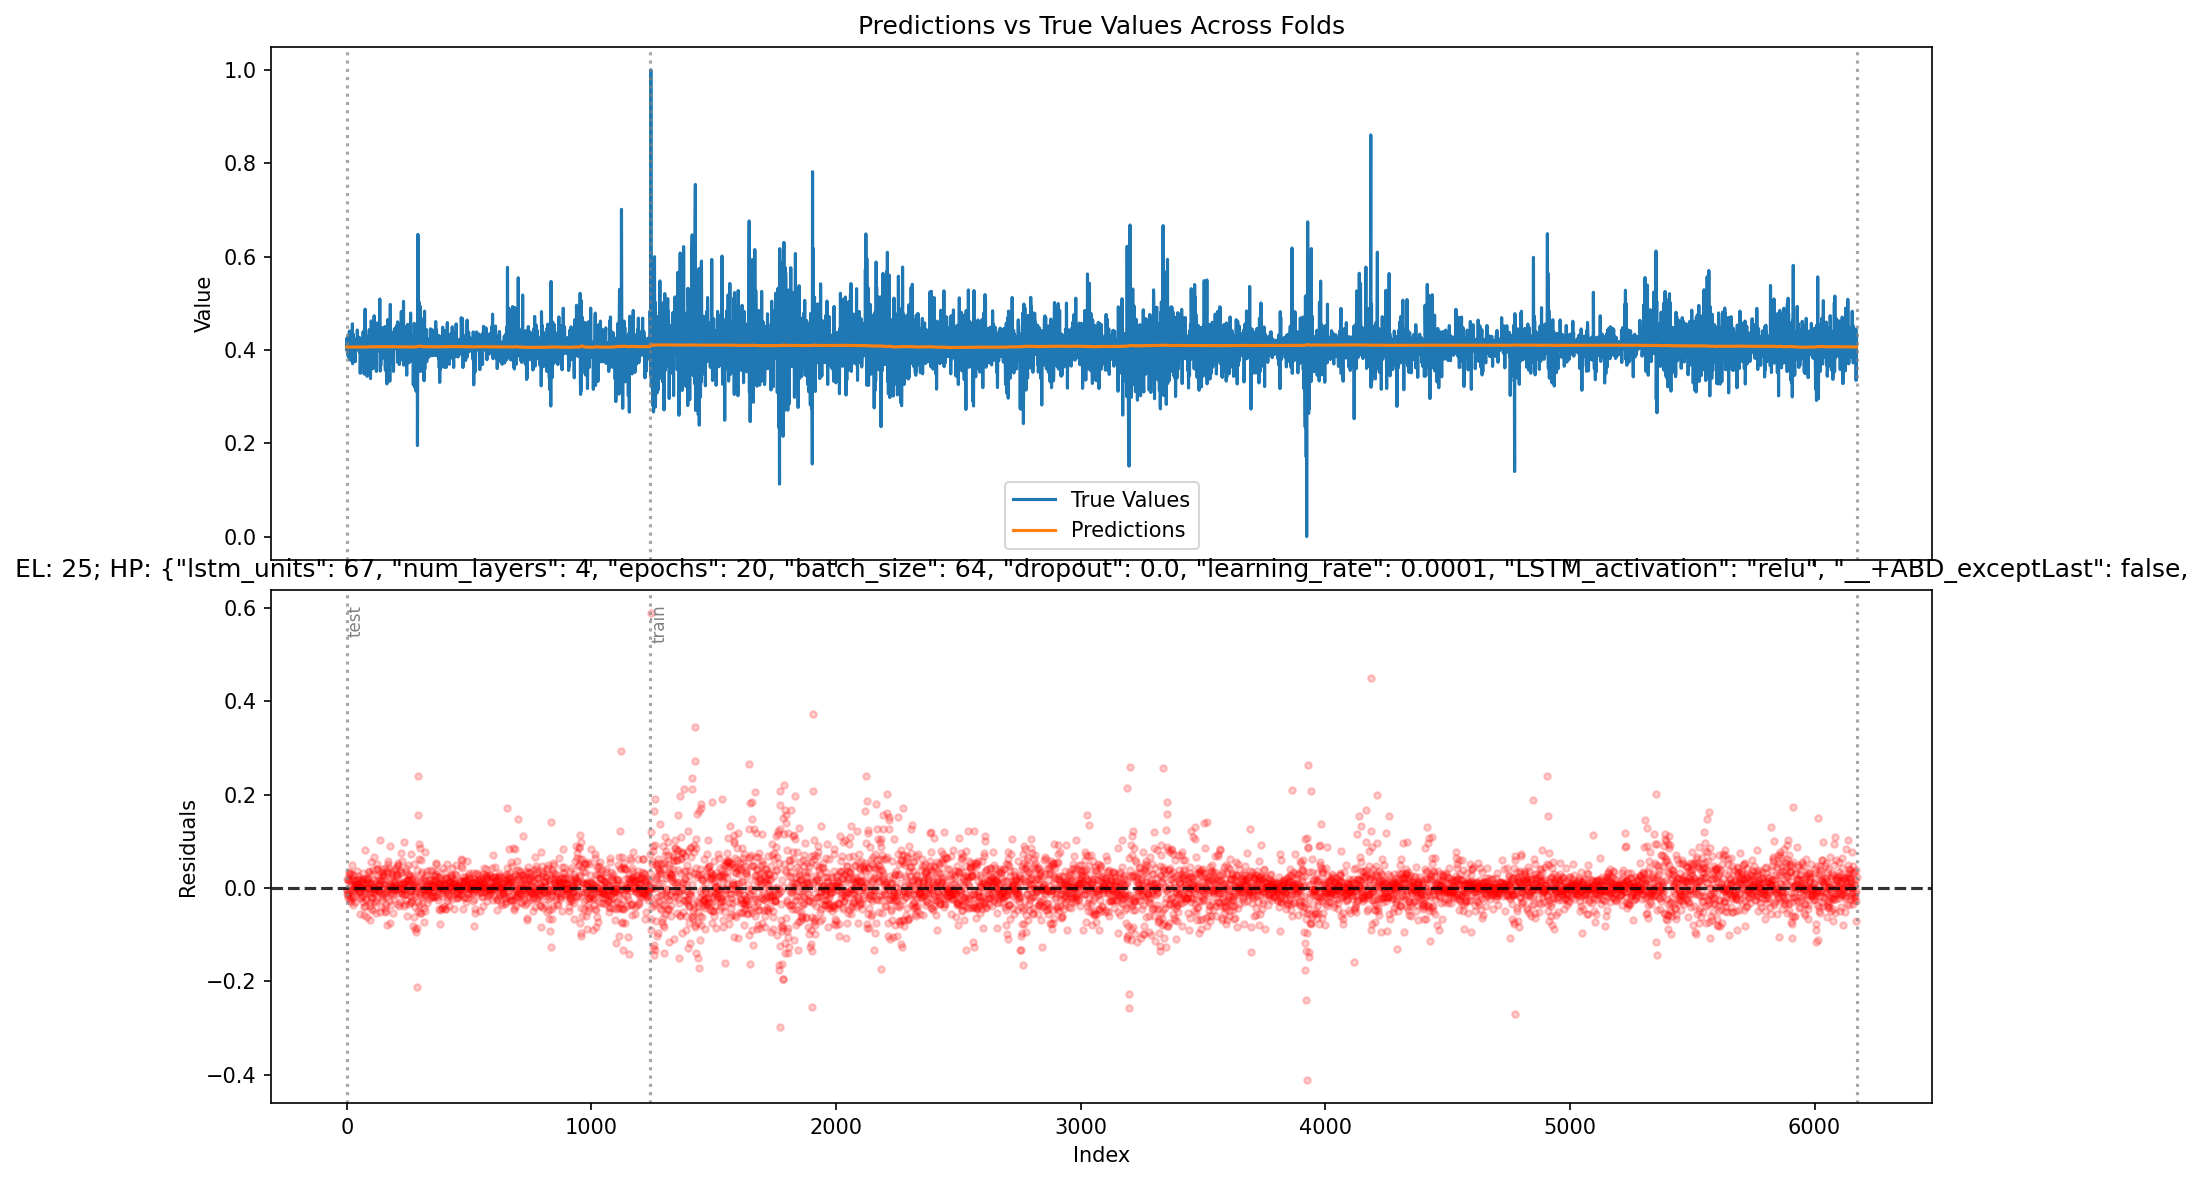 Predictions vs True Values Across Folds
1.0
0.8
0.6
0.4
0.2
0.0
Value
True Values
Predictions
EL: 25; HP: {"lstm_units": 67, "num_layers": 4, "epochs": 20, "batch_size": 64, "dropout": 0.0, "learning_rate": 0.0001, "LSTM_activation": "relu", "__+ABD_exceptLast": false,
0.6
0.4
0.2
0.0
−0.2
−0.4
Residuals
test
train
0 1000 2000 3000 4000 5000 6000
Index